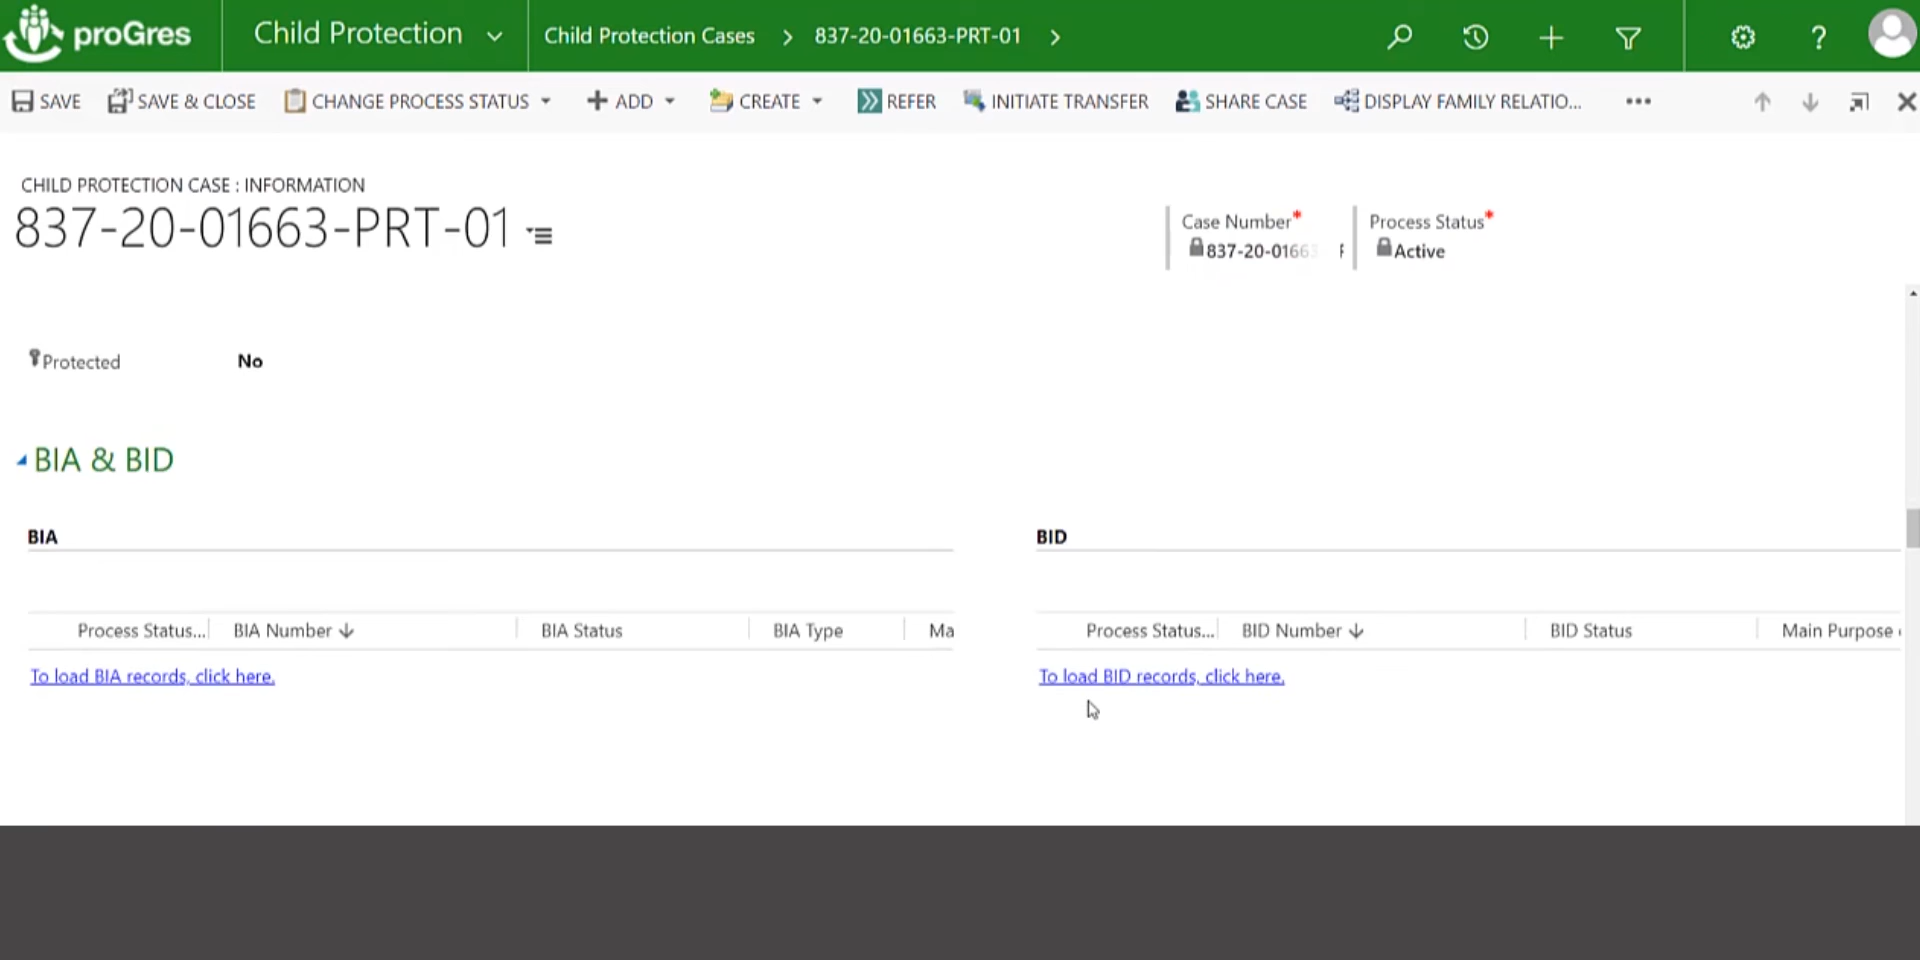 proGres
Child Protection
Child Protection Cases > 837-20-01663-PRT-01 >
?
SAVE
SAVE & CLOSE
CHANGE PROCESS STATUS
ADD
CREATE
REFER
INITIATE TRANSFER
SHARE CASE
DISPLAY FAMILY RELATIO...
CHILD PROTECTION CASE : INFORMATION
837-20-01663-PRT-01
Case Number*
837-20-01663
Process Status*
Active
Protected No
BIA & BID
BIA
Process Status... BIA Number BIA Status BIA Type Ma
To load BIA records, click here.
BID
Process Status... BID Number BID Status Main Purpose
To load BID records, click here.